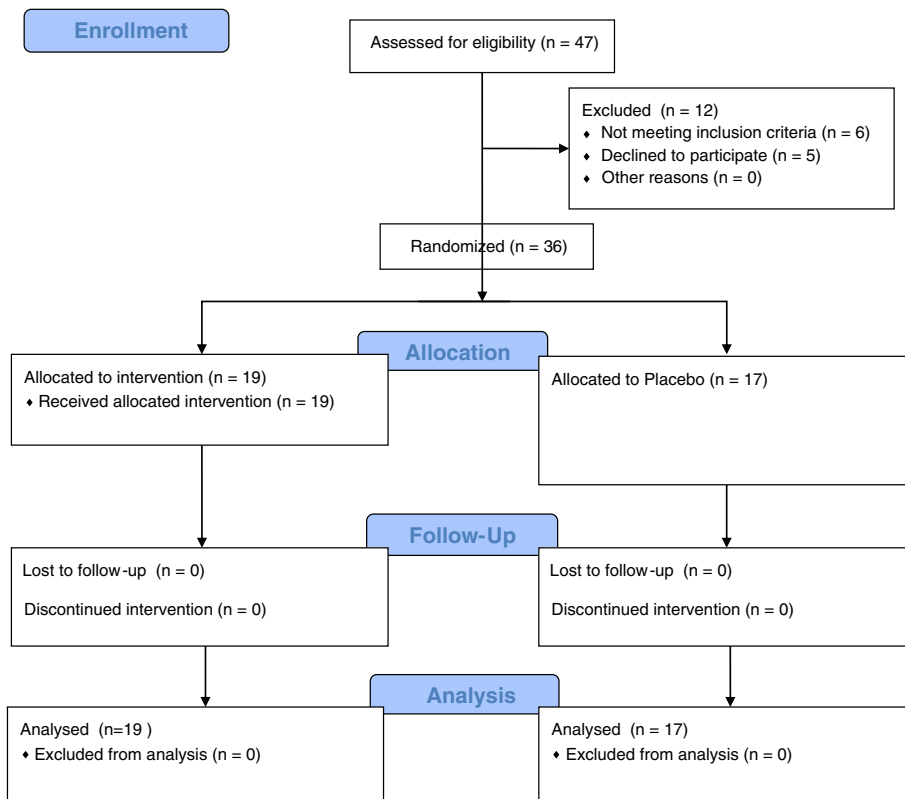 Enrollment
Assessed for eligibility (n = 47)
Excluded (n = 12)
♦ Not meeting inclusion criteria (n = 6)
♦ Declined to participate (n = 5)
♦ Other reasons (n = 0)
Randomized (n = 36)
Allocation
Allocated to intervention (n = 19)
♦ Received allocated intervention (n = 19)
Allocated to Placebo (n = 17)
Follow-Up
Lost to follow-up (n = 0)
Discontinued intervention (n = 0)
Lost to follow-up (n = 0)
Discontinued intervention (n = 0)
Analysis
Analysed (n=19 )
♦ Excluded from analysis (n = 0)
Analysed (n = 17)
♦ Excluded from analysis (n = 0)